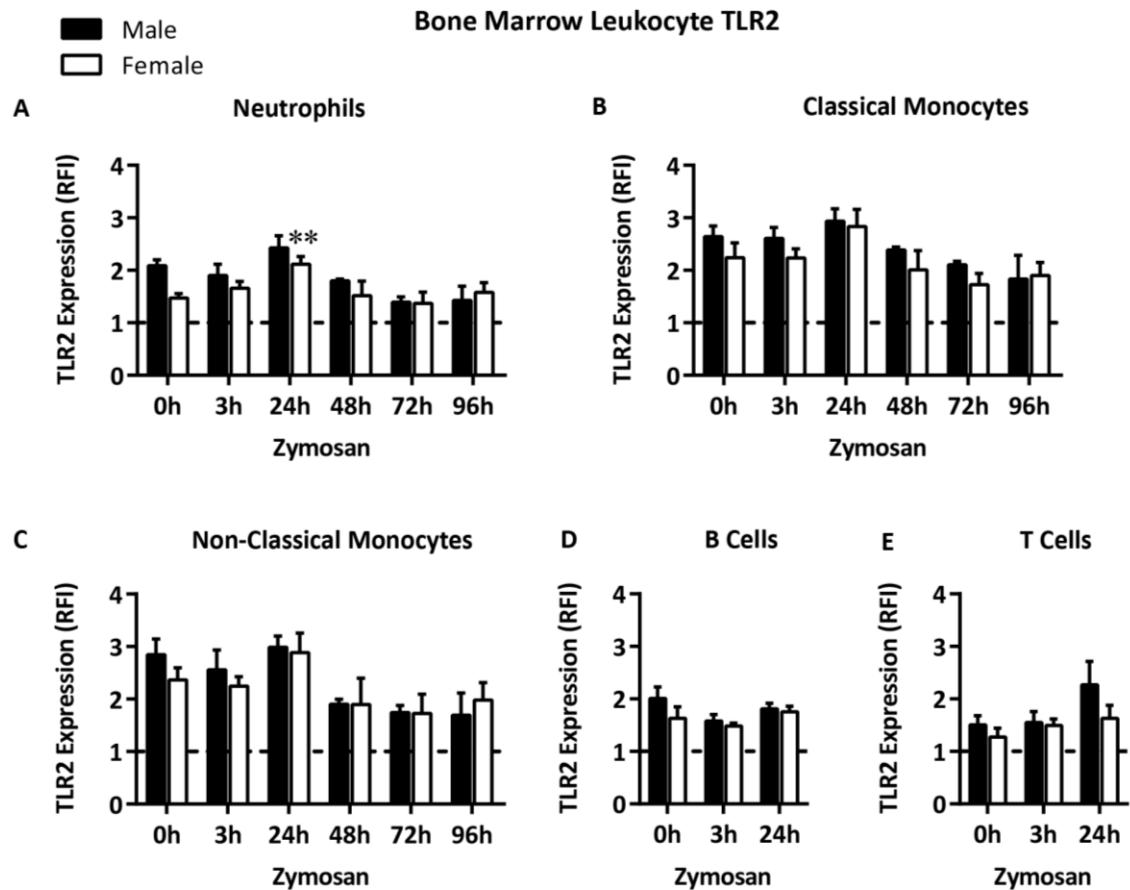 Bone Marrow Leukocyte TLR2
Male
Female
A
Neutrophils
TLR2 Expression (RFI)
4
3
2
1
0
**
0h 3h 24h 48h 72h 96h
Zymosan
B
Classical Monocytes
TLR2 Expression (RFI)
4
3
2
1
0
0h 3h 24h 48h 72h 96h
Zymosan
C
Non-Classical Monocytes
TLR2 Expression (RFI)
4
3
2
1
0
0h 3h 24h 48h 72h 96h
Zymosan
D
B Cells
TLR2 Expression (RFI)
4
3
2
1
0
0h 3h 24h
Zymosan
E
T Cells
TLR2 Expression (RFI)
4
3
2
1
0
0h 3h 24h
Zymosan